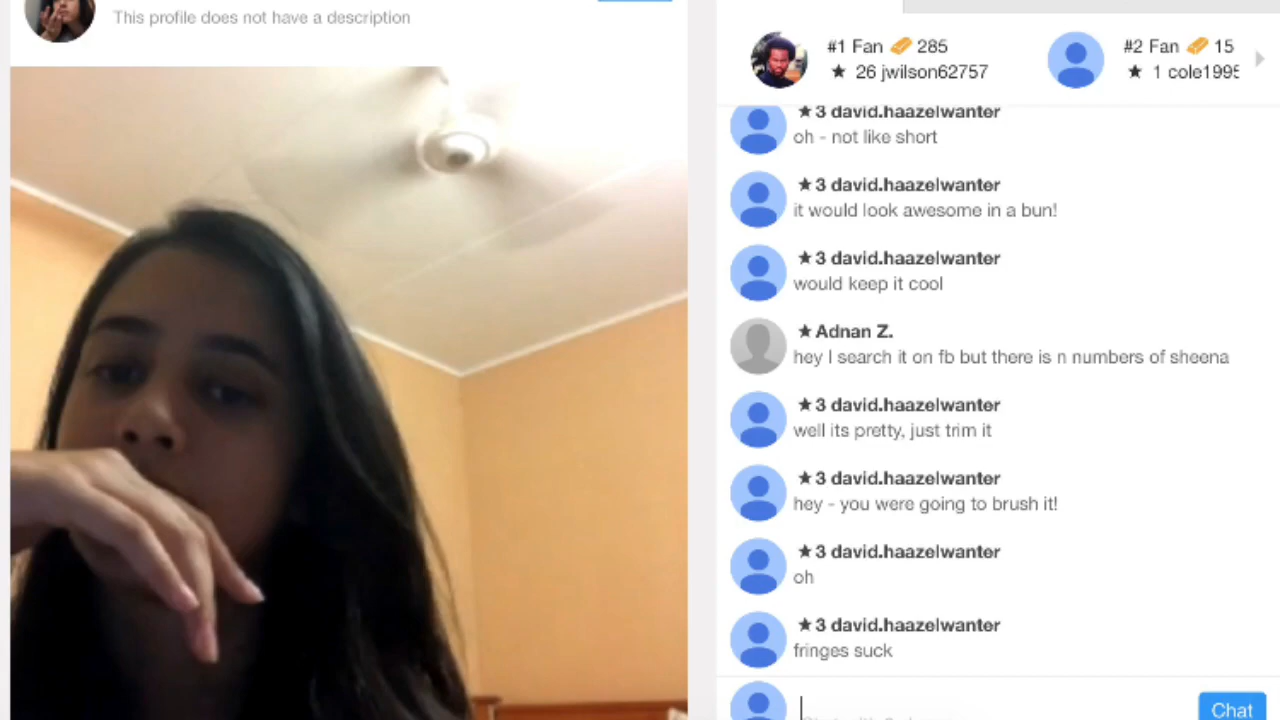 This profile does not have a description
#1 Fan 285
★ 26 jwilson62757
#2 Fan 15
★ 1 cole1995
★3 david.haazelwanter
oh - not like short
★3 david.haazelwanter
it would look awesome in a bun!
★3 david.haazelwanter
would keep it cool
★Adnan Z.
hey I search it on fb but there is n numbers of sheena
★3 david.haazelwanter
well its pretty, just trim it
★3 david.haazelwanter
hey - you were going to brush it!
★3 david.haazelwanter
oh
★3 david.haazelwanter
fringes suck
Chat